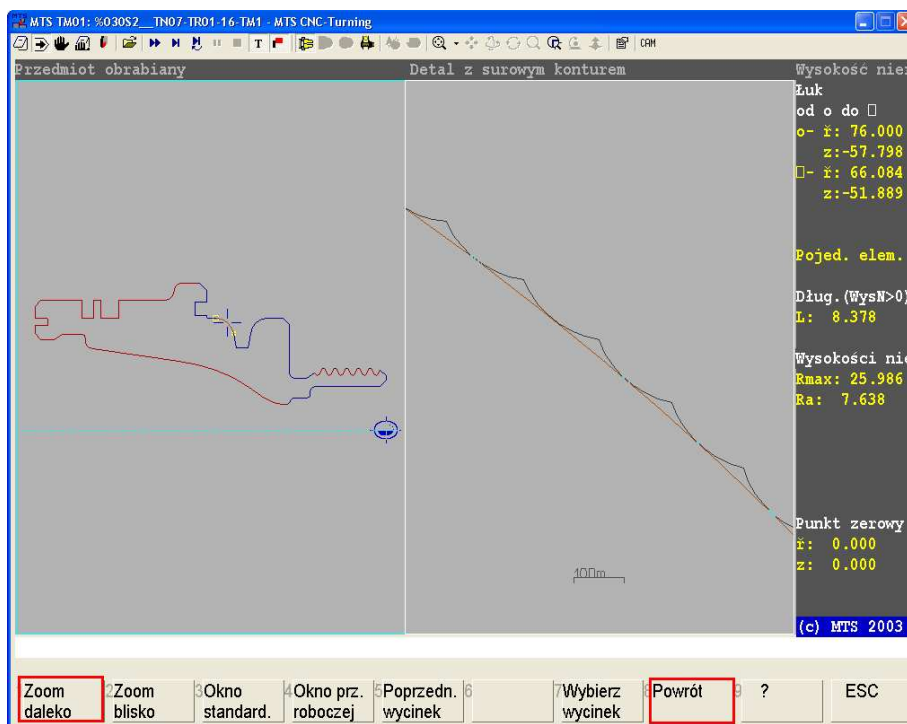 MTS TM01: %030S2__TN07-TR01-16-TM1 - MTS CNC-Turning
T
CAM
Przedmiot obrabiany
Detal z surowym konturem
Wysokość nie
Łuk
od o do □
o- ř: 76.000
z:-57.798
□- ř: 66.084
z:-51.889
Pojed. elem.
Dług.(WysN>0)
L: 8.378
Wysokości nie
Rmax: 25.986
Ra: 7.638
100m
Punkt zerowy
ř: 0.000
z: 0.000
(c) MTS 2003
1 Zoom daleko
2 Zoom blisko
3 Okno standard.
4 Okno prz. roboczej
5 Poprzedn. wycinek
6
7 Wybierz wycinek
8 Powrót
9 ?
ESC